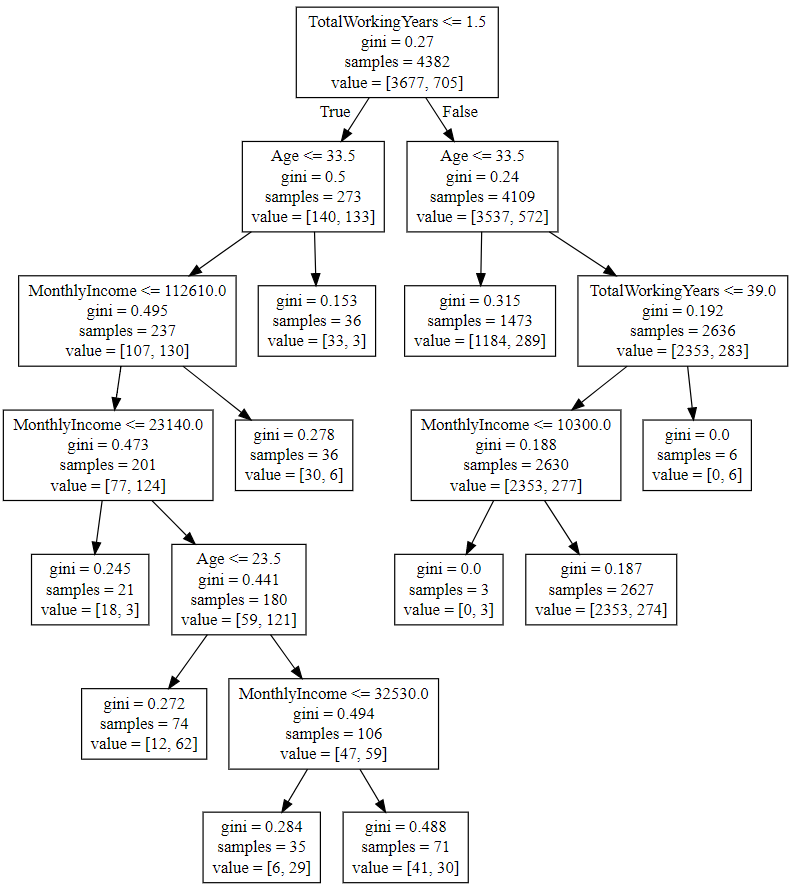 TotalWorkingYears <= 1.5
gini = 0.27
samples = 4382
value = [3677, 705]
True
False
Age <= 33.5
gini = 0.5
samples = 273
value = [140, 133]
Age <= 33.5
gini = 0.24
samples = 4109
value = [3537, 572]
MonthlyIncome <= 112610.0
gini = 0.495
samples = 237
value = [107, 130]
gini = 0.153
samples = 36
value = [33, 3]
gini = 0.315
samples = 1473
value = [1184, 289]
TotalWorkingYears <= 39.0
gini = 0.192
samples = 2636
value = [2353, 283]
MonthlyIncome <= 23140.0
gini = 0.473
samples = 201
value = [77, 124]
gini = 0.278
samples = 36
value = [30, 6]
MonthlyIncome <= 10300.0
gini = 0.188
samples = 2630
value = [2353, 277]
gini = 0.0
samples = 6
value = [0, 6]
gini = 0.245
samples = 21
value = [18, 3]
Age <= 23.5
gini = 0.441
samples = 180
value = [59, 121]
gini = 0.0
samples = 3
value = [0, 3]
gini = 0.187
samples = 2627
value = [2353, 274]
gini = 0.272
samples = 74
value = [12, 62]
MonthlyIncome <= 32530.0
gini = 0.494
samples = 106
value = [47, 59]
gini = 0.284
samples = 35
value = [6, 29]
gini = 0.488
samples = 71
value = [41, 30]